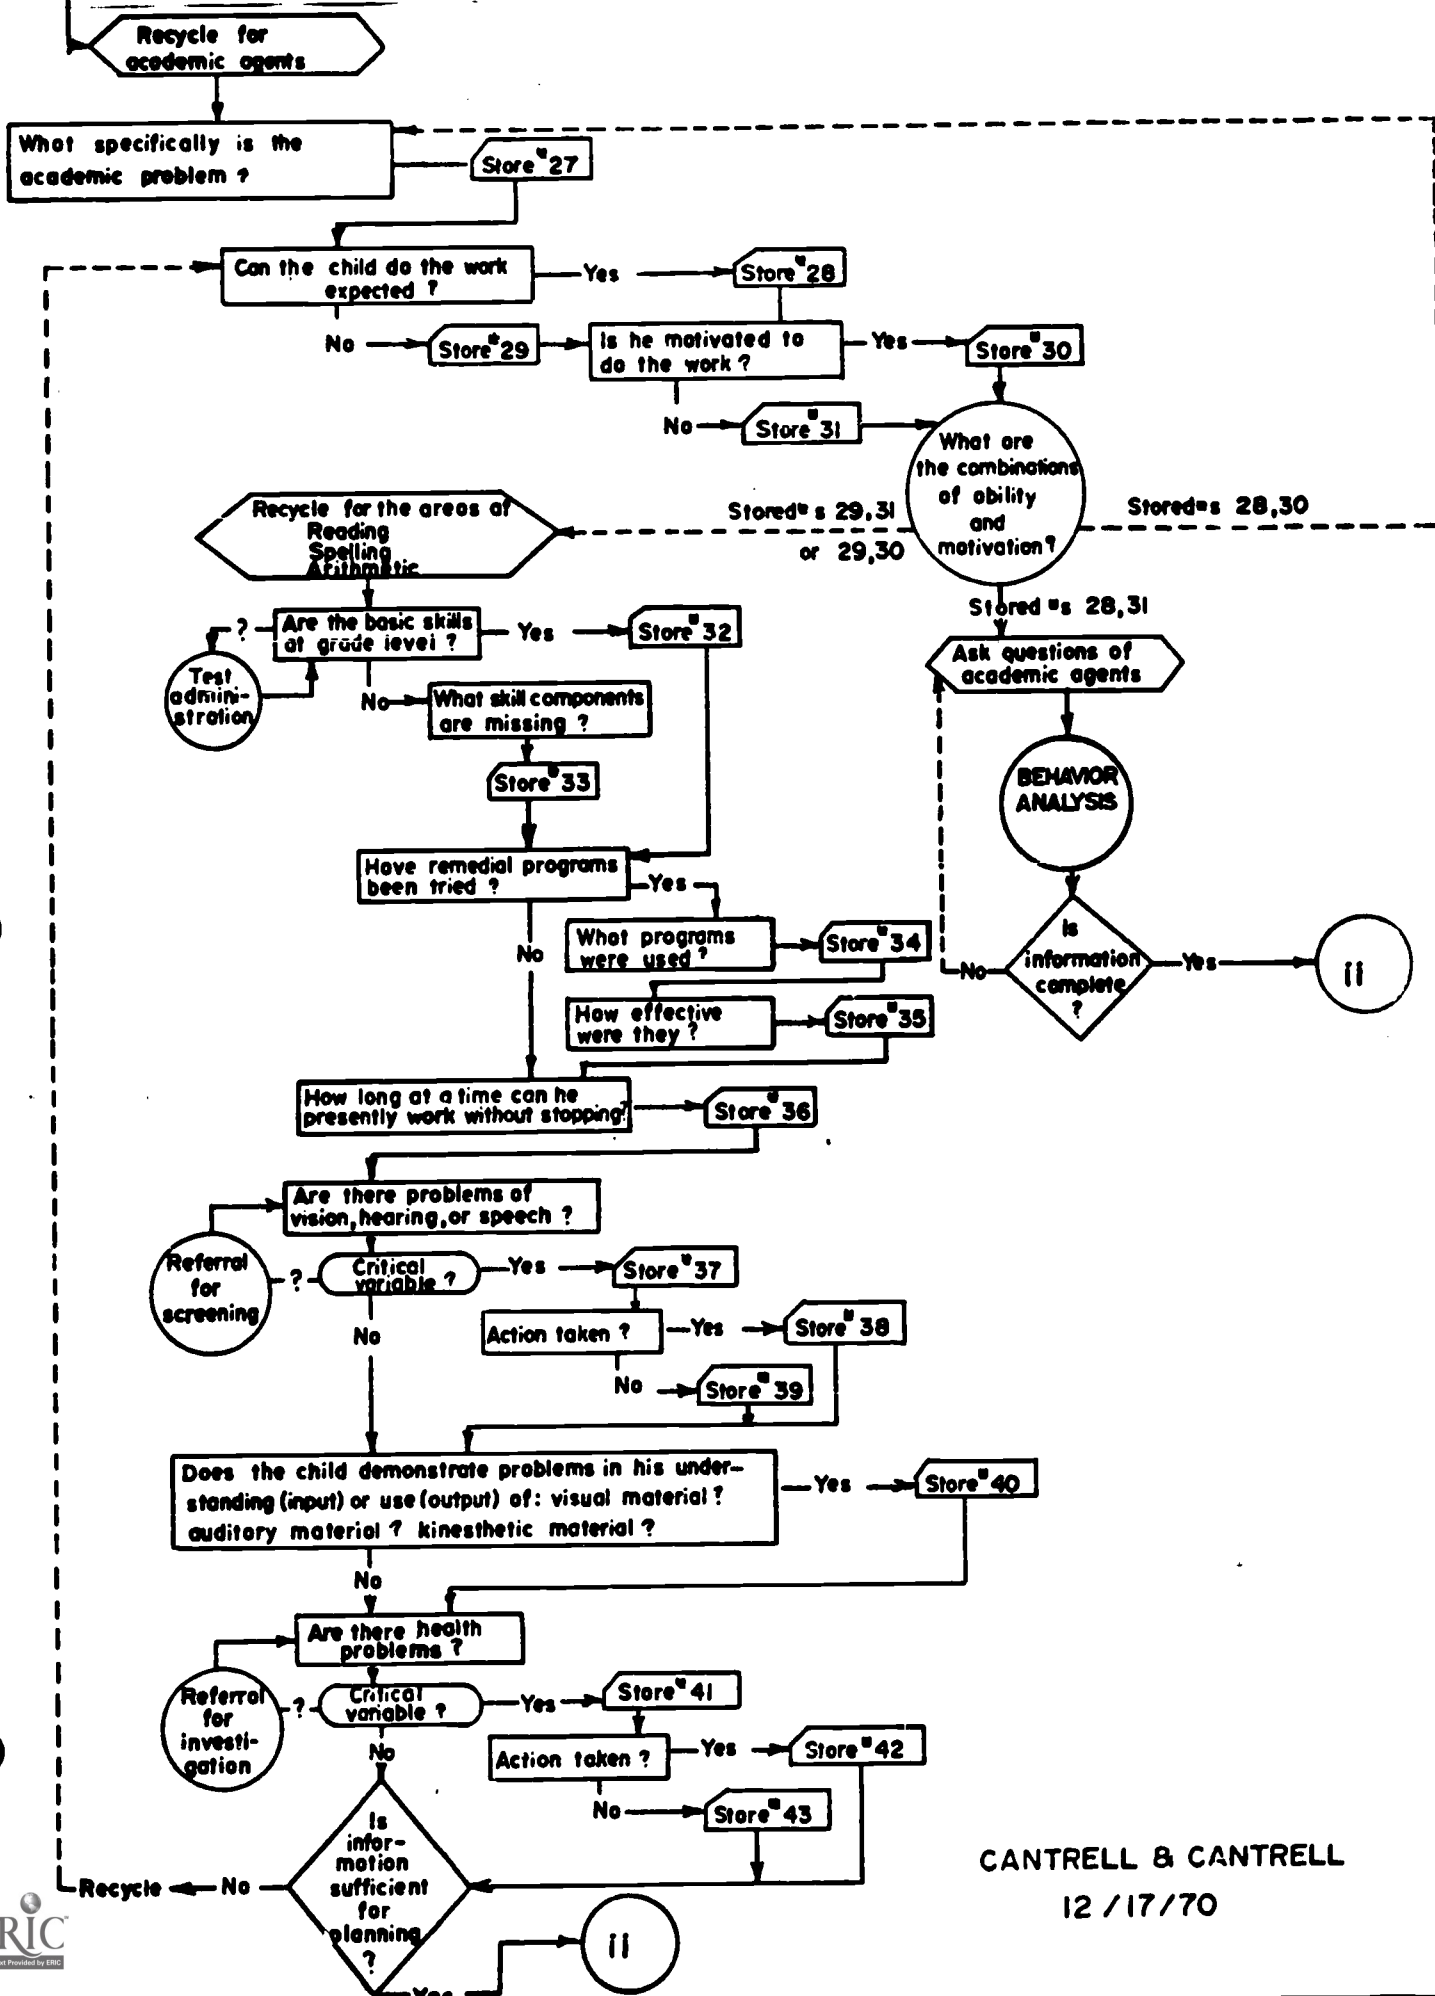 Recycle for
academic agents
What specifically is the
academic problem ?
Store # 27
Can the child do the work
expected ?
Yes
Store # 28
No
Store # 29
Is he motivated to
do the work ?
Yes
Store # 30
No
Store # 31
What are
the combinations
of ability
and
motivation?
Stored # s 29,31
or 29,30
Stored # s 28,30
Stored # s 28,31
Recycle for the areas of
Reading
Spelling
Arithmetic
Are the basic skills
at grade level ?
?
Test
admini-
stration
Yes
Store # 32
No
What skill components
are missing ?
Store # 33
Ask questions of
academic agents
BEHAVIOR
ANALYSIS
Is
information
complete
?
No
Yes
ii
Have remedial programs
been tried ?
Yes
No
What programs
were used ?
Store # 34
How effective
were they ?
Store # 35
How long at a time can he
presently work without stopping?
Store # 36
Are there problems of
vision, hearing, or speech ?
Referral
for
screening
?
Critical
variable ?
Yes
Store # 37
No
Action taken ?
Yes
Store # 38
No
Store # 39
Does the child demonstrate problems in his under-
standing (input) or use (output) of: visual material ?
auditory material ? kinesthetic material ?
Yes
Store # 40
No
Are there health
problems ?
Referral
for
investi-
gation
?
Critical
variable ?
Yes
Store # 41
No
Action taken ?
Yes
Store # 42
No
Store # 43
Is
infor-
mation
sufficient
for
planning
?
No
Recycle
Yes
ii
CANTRELL & CANTRELL
12 /17/70
ERIC
Text Provided by ERIC